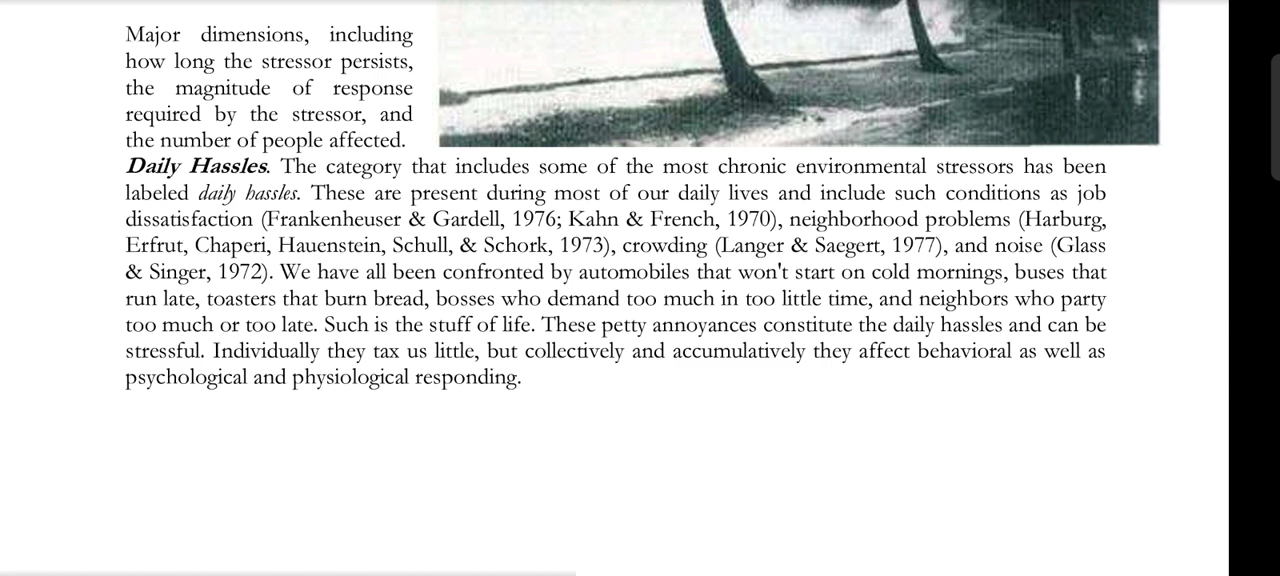 Major dimensions, including
how long the stressor persists,
the magnitude of response
required by the stressor, and
the number of people affected.
Daily Hassles. The category that includes some of the most chronic environmental stressors has been
labeled daily hassles. These are present during most of our daily lives and include such conditions as job
dissatisfaction (Frankenheuser & Gardell, 1976; Kahn & French, 1970), neighborhood problems (Harburg,
Erfrut, Chaperi, Hauenstein, Schull, & Schork, 1973), crowding (Langer & Saegert, 1977), and noise (Glass
& Singer, 1972). We have all been confronted by automobiles that won't start on cold mornings, buses that
run late, toasters that burn bread, bosses who demand too much in too little time, and neighbors who party
too much or too late. Such is the stuff of life. These petty annoyances constitute the daily hassles and can be
stressful. Individually they tax us little, but collectively and accumulatively they affect behavioral as well as
psychological and physiological responding.